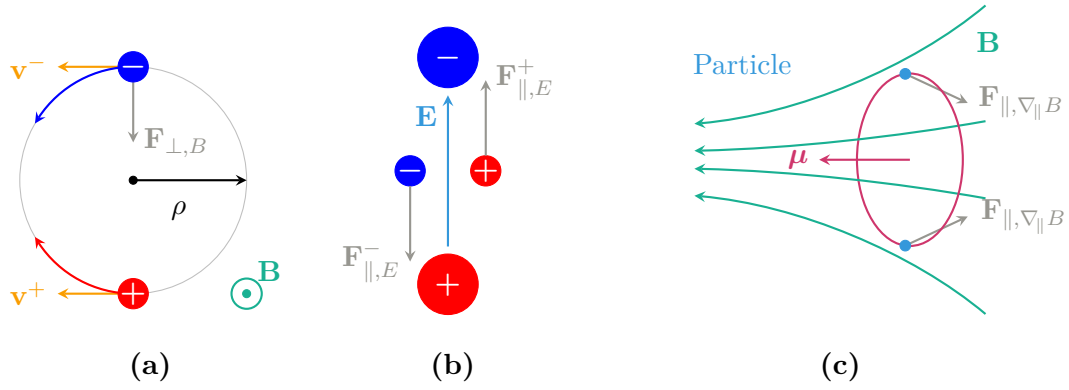 v⁻
−
F⊥,B
ρ
+
v⁺
B
(a)
−
F⁺∥,E
E
−
+
F⁻∥,E
+
(b)
B
Particle
F∥,∇∥B
μ
F∥,∇∥B
(c)